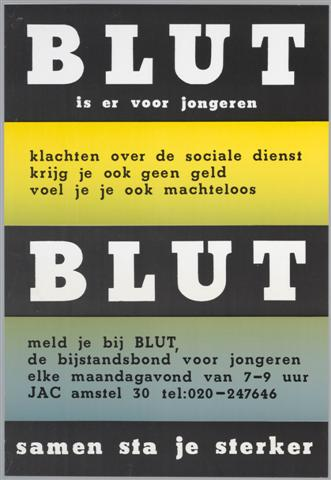 BLUT
is er voor jongeren
klachten over de sociale dienst
krijg je ook geen geld
voel je je ook machteloos
BLUT
meld je bij BLUT,
de bijstandsbond voor jongeren
elke maandagavond van 7-9 uur
JAC amstel 30 tel:020-247646
samen sta je sterker